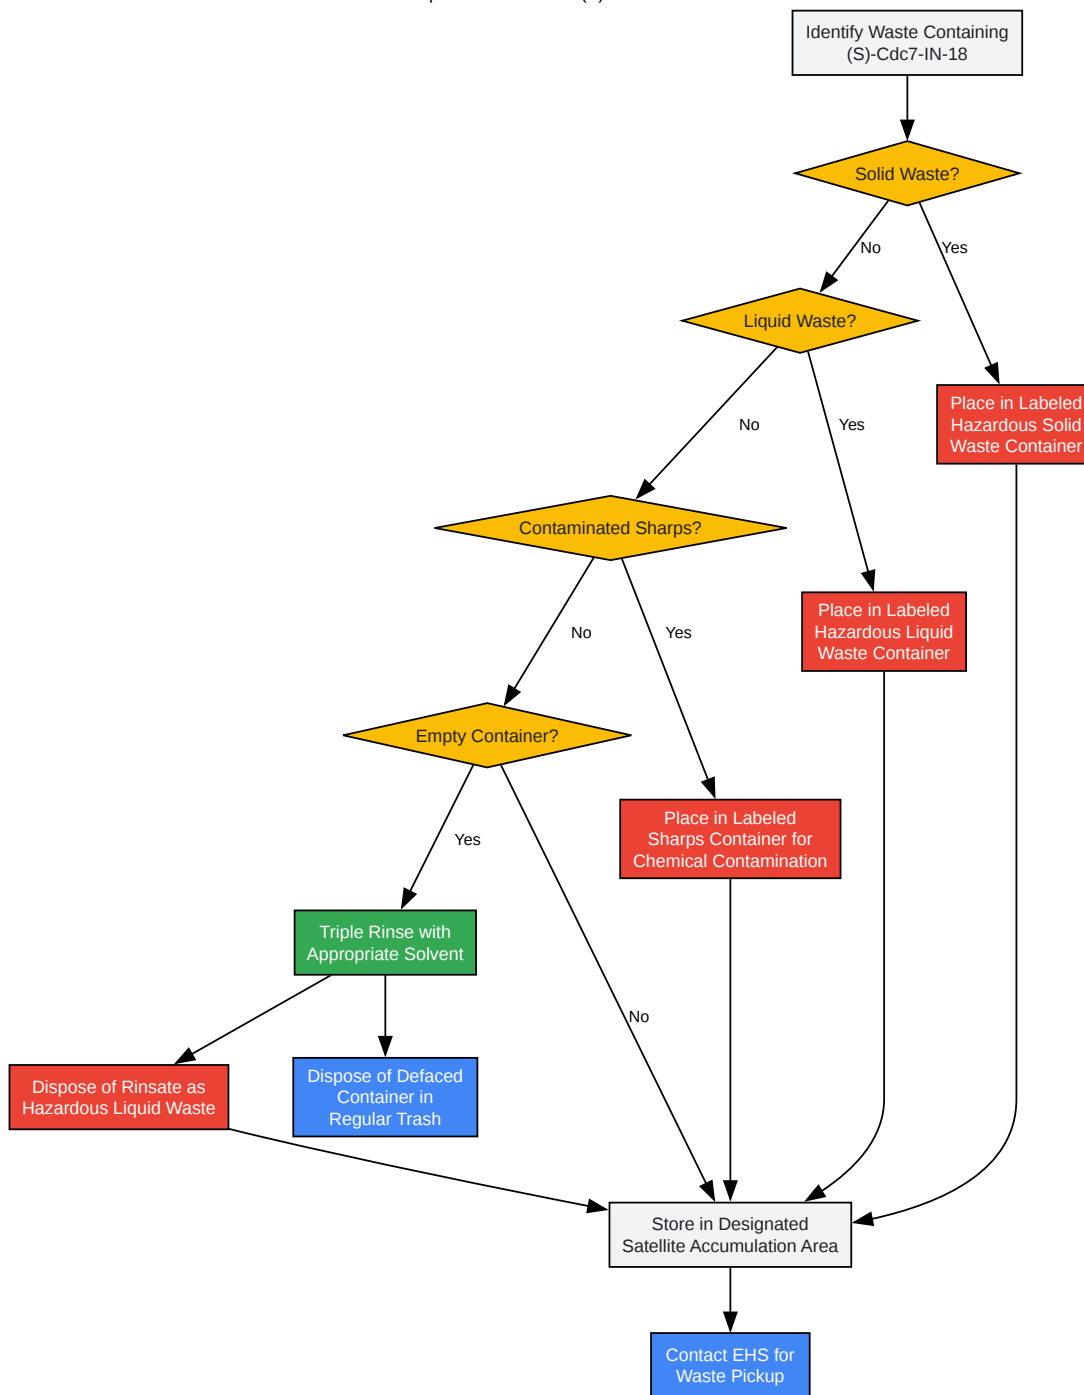 Identify Waste Containing
(S)-Cdc7-IN-18
Solid Waste?
No
Yes
Liquid Waste?
Place in Labeled
Hazardous Solid
Waste Container
No
Yes
Contaminated Sharps?
Place in Labeled
Hazardous Liquid
Waste Container
No
Yes
Empty Container?
Place in Labeled
Sharps Container for
Chemical Contamination
Yes
Triple Rinse with
Appropriate Solvent
No
Dispose of Rinsate as
Hazardous Liquid Waste
Dispose of Defaced
Container in
Regular Trash
Store in Designated
Satellite Accumulation Area
Contact EHS for
Waste Pickup